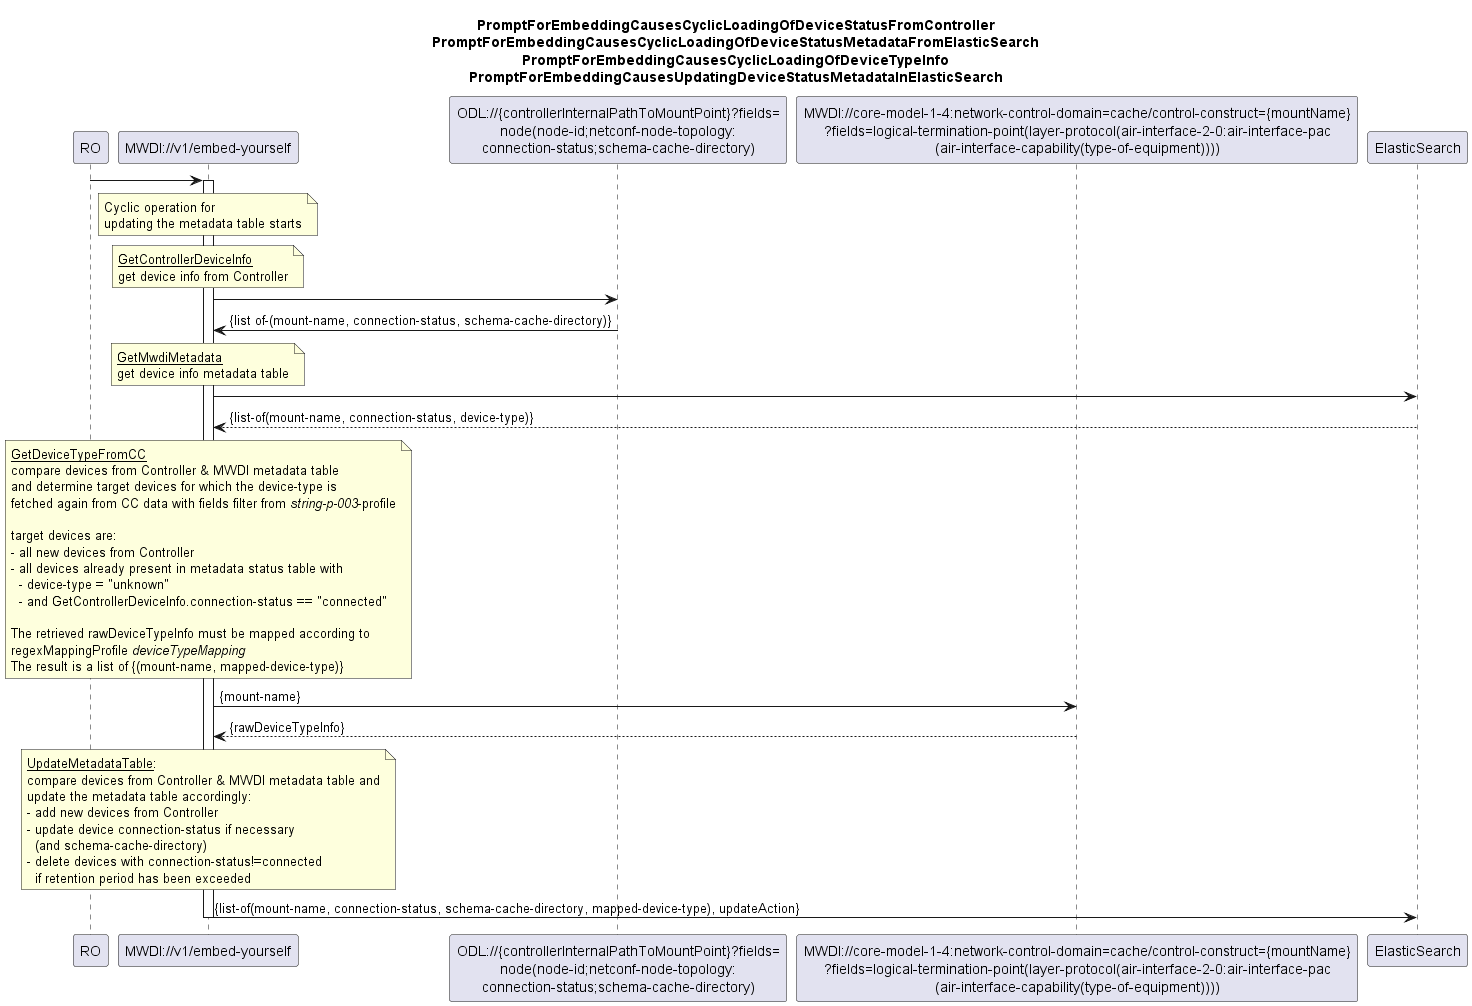 PromptForEmbeddingCausesCyclicLoadingOfDeviceStatusFromController
PromptForEmbeddingCausesCyclicLoadingOfDeviceStatusMetadataFromElasticSearch
PromptForEmbeddingCausesCyclicLoadingOfDeviceTypeInfo
PromptForEmbeddingCausesUpdatingDeviceStatusMetadataInElasticSearch
RO
MWDI://v1/embed-yourself
ODL://{controllerInternalPathToMountPoint}?fields=
node(node-id;netconf-node-topology:
connection-status;schema-cache-directory)
MWDI://core-model-1-4:network-control-domain=cache/control-construct={mountName}
?fields=logical-termination-point(layer-protocol(air-interface-2-0:air-interface-pac
(air-interface-capability(type-of-equipment))))
ElasticSearch
Cyclic operation for
updating the metadata table starts
GetControllerDeviceInfo
get device info from Controller
{list of-(mount-name, connection-status, schema-cache-directory)}
GetMwdiMetadata
get device info metadata table
{list-of(mount-name, connection-status, device-type)}
GetDeviceTypeFromCC
compare devices from Controller & MWDI metadata table
and determine target devices for which the device-type is
fetched again from CC data with fields filter from string-p-003-profile
target devices are:
- all new devices from Controller
- all devices already present in metadata status table with
- device-type = "unknown"
- and GetControllerDeviceInfo.connection-status == "connected"
The retrieved rawDeviceTypeInfo must be mapped according to
regexMappingProfile deviceTypeMapping
The result is a list of {(mount-name, mapped-device-type)}
{mount-name}
{rawDeviceTypeInfo}
UpdateMetadataTable:
compare devices from Controller & MWDI metadata table and
update the metadata table accordingly:
- add new devices from Controller
- update device connection-status if necessary
(and schema-cache-directory)
- delete devices with connection-status!=connected
if retention period has been exceeded
{list-of(mount-name, connection-status, schema-cache-directory, mapped-device-type), updateAction}
RO
MWDI://v1/embed-yourself
ODL://{controllerInternalPathToMountPoint}?fields=
node(node-id;netconf-node-topology:
connection-status;schema-cache-directory)
MWDI://core-model-1-4:network-control-domain=cache/control-construct={mountName}
?fields=logical-termination-point(layer-protocol(air-interface-2-0:air-interface-pac
(air-interface-capability(type-of-equipment))))
ElasticSearch